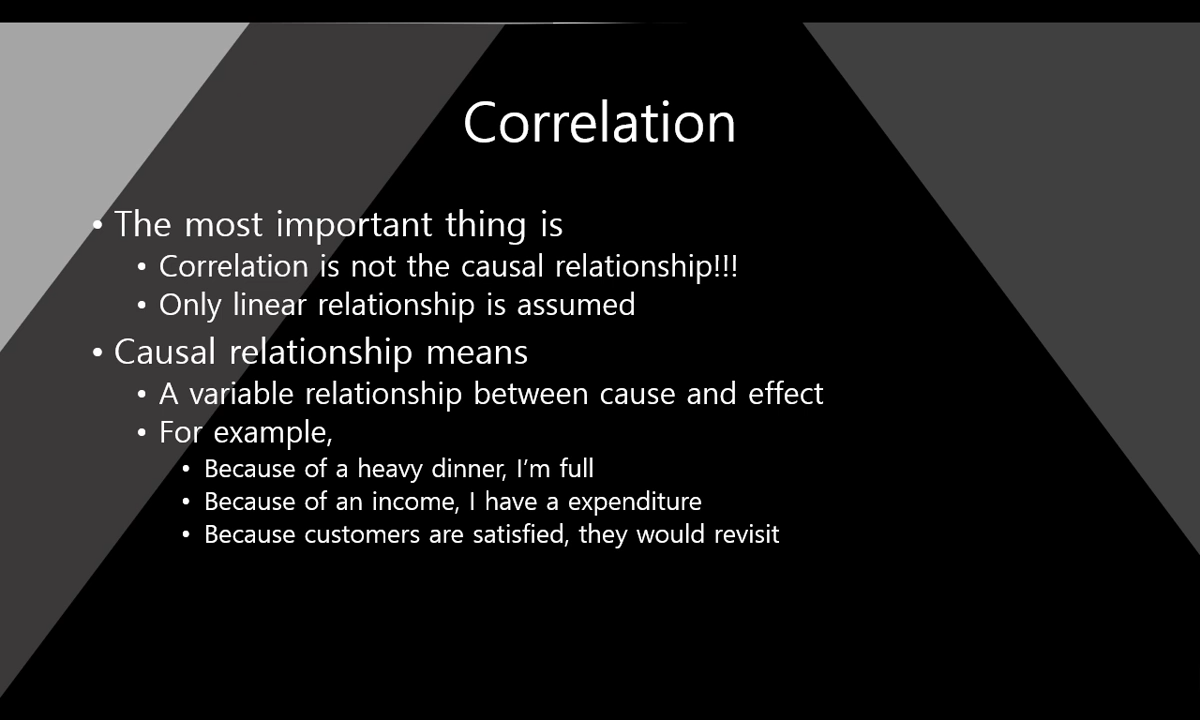 Correlation
• The most important thing is
• Correlation is not the causal relationship!!!
• Only linear relationship is assumed
• Causal relationship means
• A variable relationship between cause and effect
• For example,
• Because of a heavy dinner, I’m full
• Because of an income, I have a expenditure
• Because customers are satisfied, they would revisit